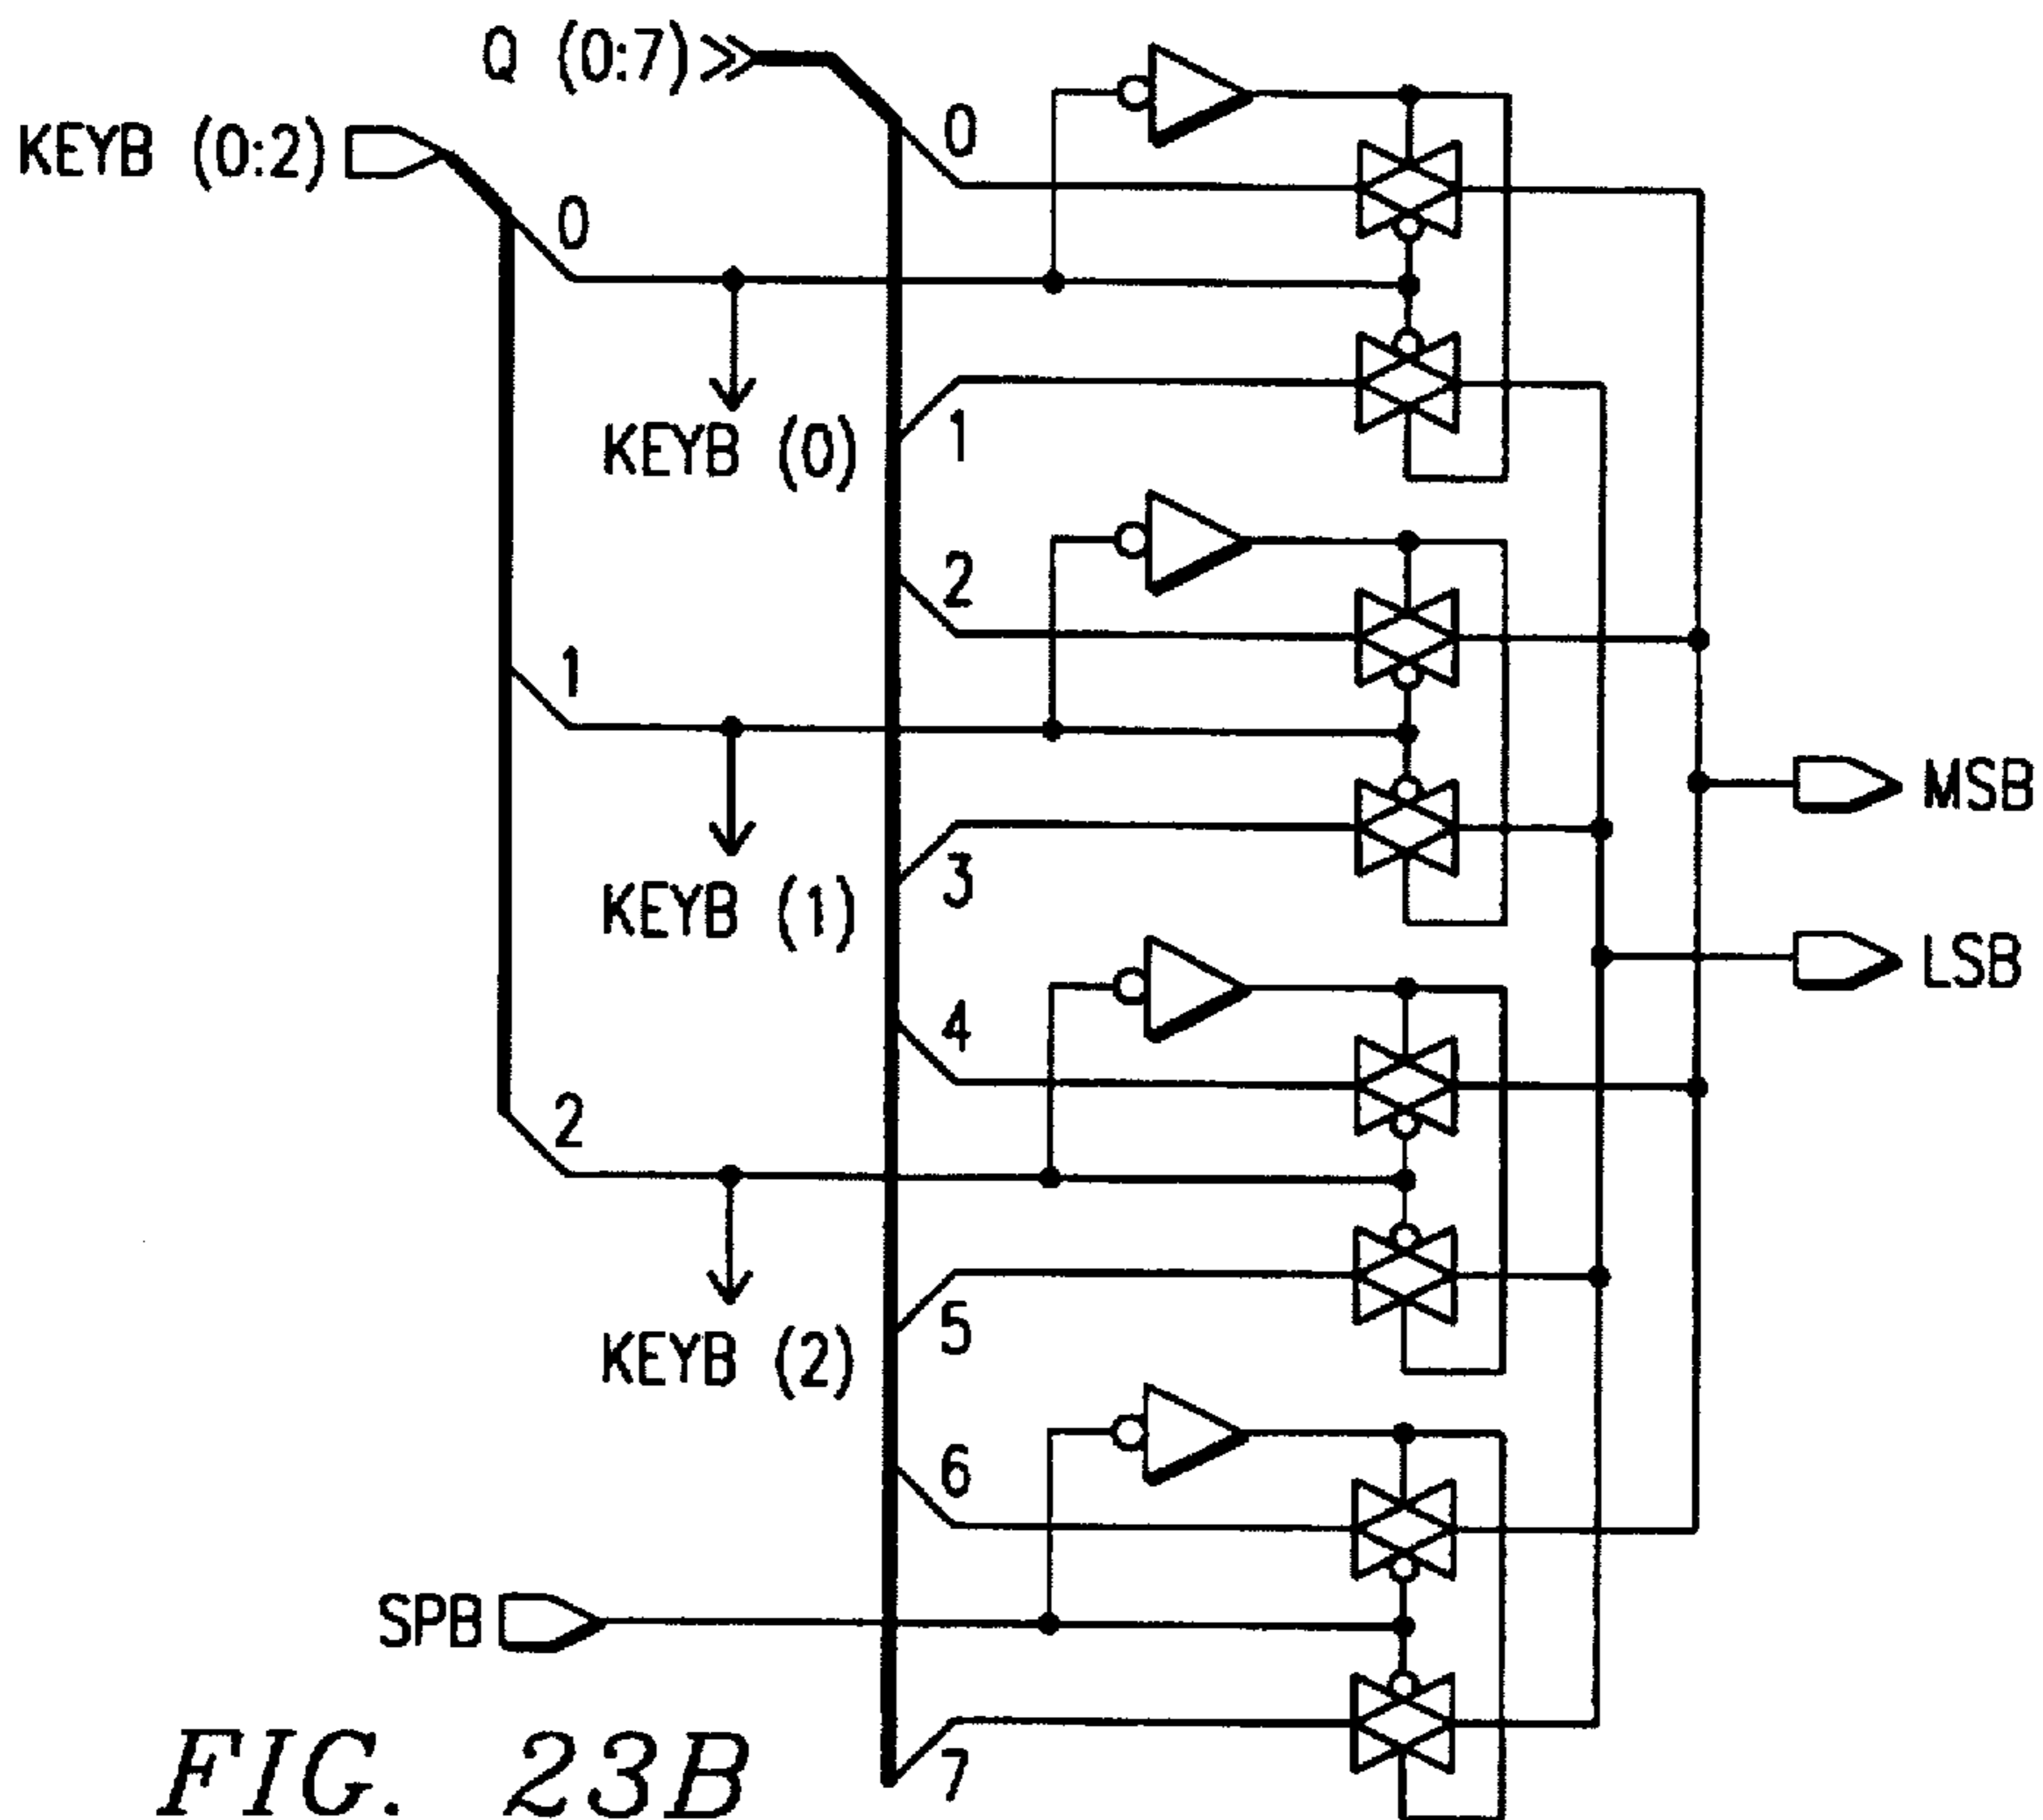 Q (0:7)
KEYB (0:2)
0
0
KEYB (0)
1
2
1
MSB
KEYB (1)
3
LSB
4
2
KEYB (2)
5
6
SPB
7
FIG. 23B